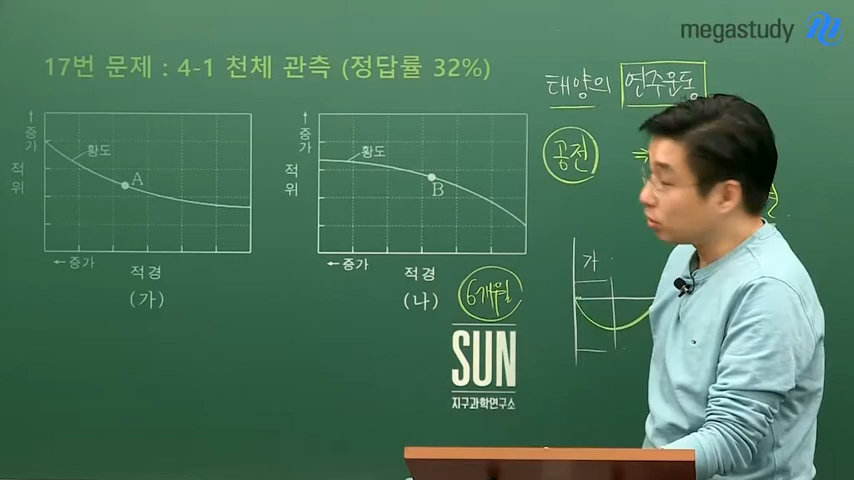 megastudy
17번 문제 : 4-1 천체 관측 (정답률 32%)
태양의 연주운동
↑
증
가
적
위
황도
A
←증가
적경
(가)
↑
증
가
적
위
황도
B
←증가
적경
(나)
6개월
공전 ⇒
가
SUN
지구과학연구소